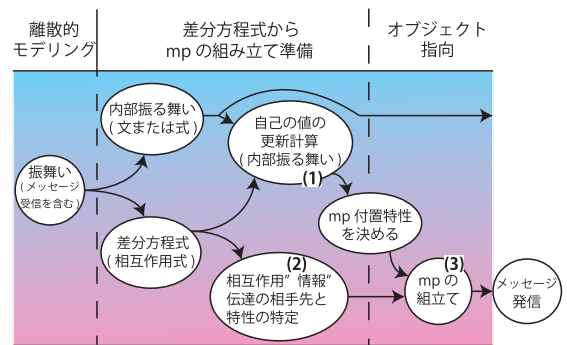 離散的
モデリング
差分方程式から
mp の組み立て準備
オブジェクト
指向
内部振る舞い
(文または式)
自己の値の
更新計算
(内部振る舞い)
(1)
振舞い
(メッセージ
受信を含む)
mp 付置特性
を決める
差分方程式
(相互作用式)
(2)
相互作用”情報”
伝達の相手先と
特性の特定
(3)
mp の
組立て
メッセージ
発信